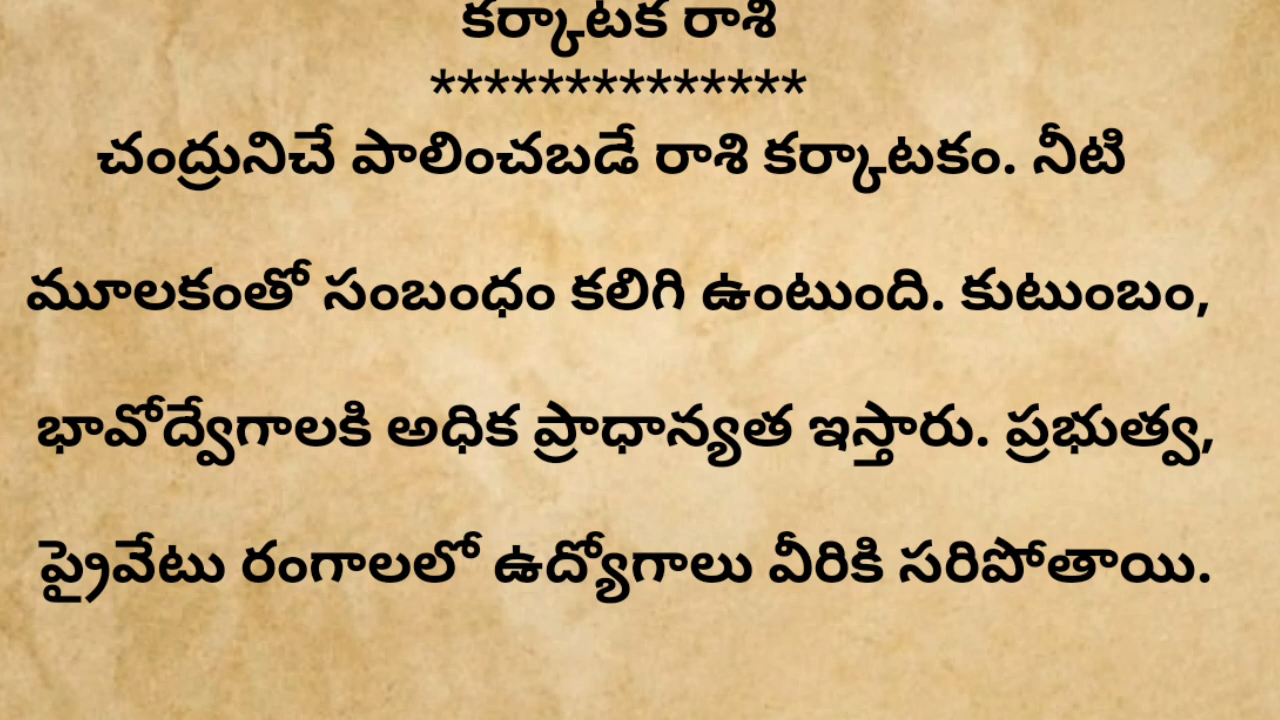 కర్కాటక రాశి
**************
చంద్రునిచే పాలించబడే రాశి కర్కాటకం. నీటి
మూలకంతో సంబంధం కలిగి ఉంటుంది. కుటుంబం,
భావోద్వేగాలకి అధిక ప్రాధాన్యత ఇస్తారు. ప్రభుత్వ,
ప్రైవేటు రంగాలలో ఉద్యోగాలు వీరికి సరిపోతాయి.